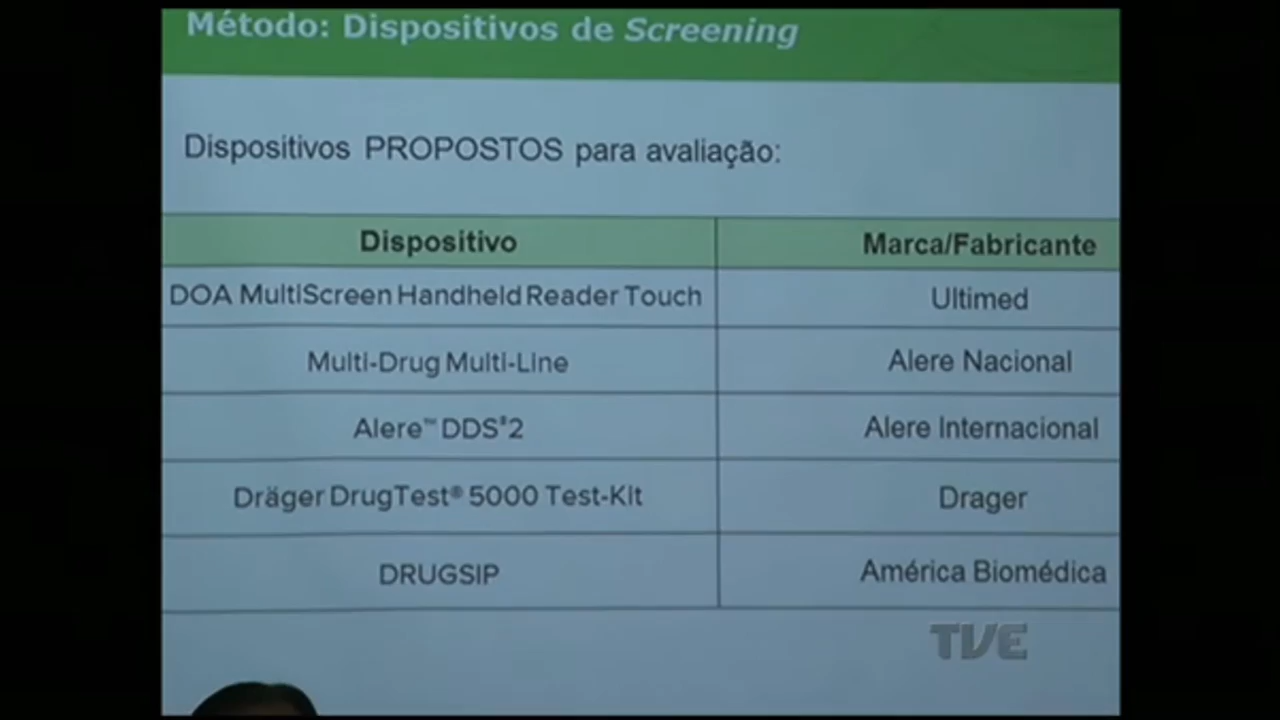 Método: Dispositivos de Screening
Dispositivos PROPOSTOS para avaliação:
Dispositivo Marca/Fabricante
DOA MultiScreen Handheld Reader Touch Ultimed
Multi-Drug Multi-Line Alere Nacional
Alere™ DDS®2 Alere Internacional
Dräger DrugTest® 5000 Test-Kit Drager
DRUGSIP América Biomédica
TVE